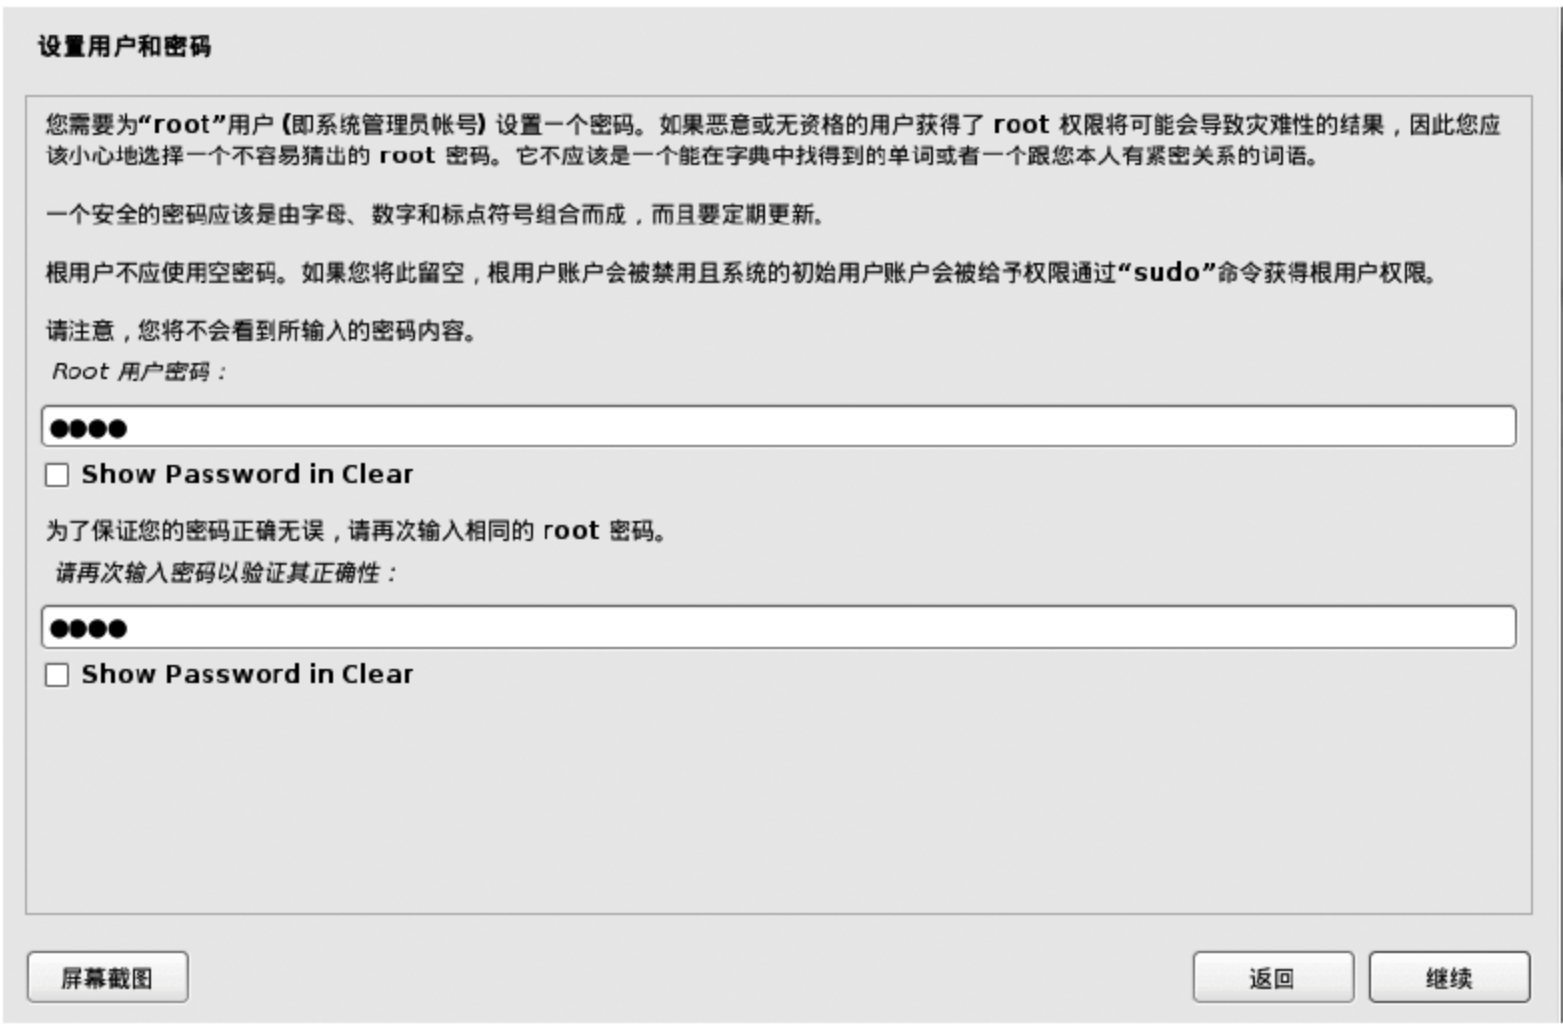 设置用户和密码
您需要为“root”用户 (即系统管理员帐号) 设置一个密码。如果恶意或无资格的用户获得了 root 权限将可能会导致灾难性的结果，因此您应
该小心地选择一个不容易猜出的 root 密码。它不应该是一个能在字典中找得到的单词或者一个跟您本人有紧密关系的词语。
一个安全的密码应该是由字母、数字和标点符号组合而成，而且要定期更新。
根用户不应使用空密码。如果您将此留空，根用户账户会被禁用且系统的初始用户账户会被给予权限通过“sudo”命令获得根用户权限。
请注意，您将不会看到所输入的密码内容。
Root 用户密码：
●●●●
Show Password in Clear
为了保证您的密码正确无误，请再次输入相同的 root 密码。
请再次输入密码以验证其正确性：
●●●●
Show Password in Clear
屏幕截图 返回 继续